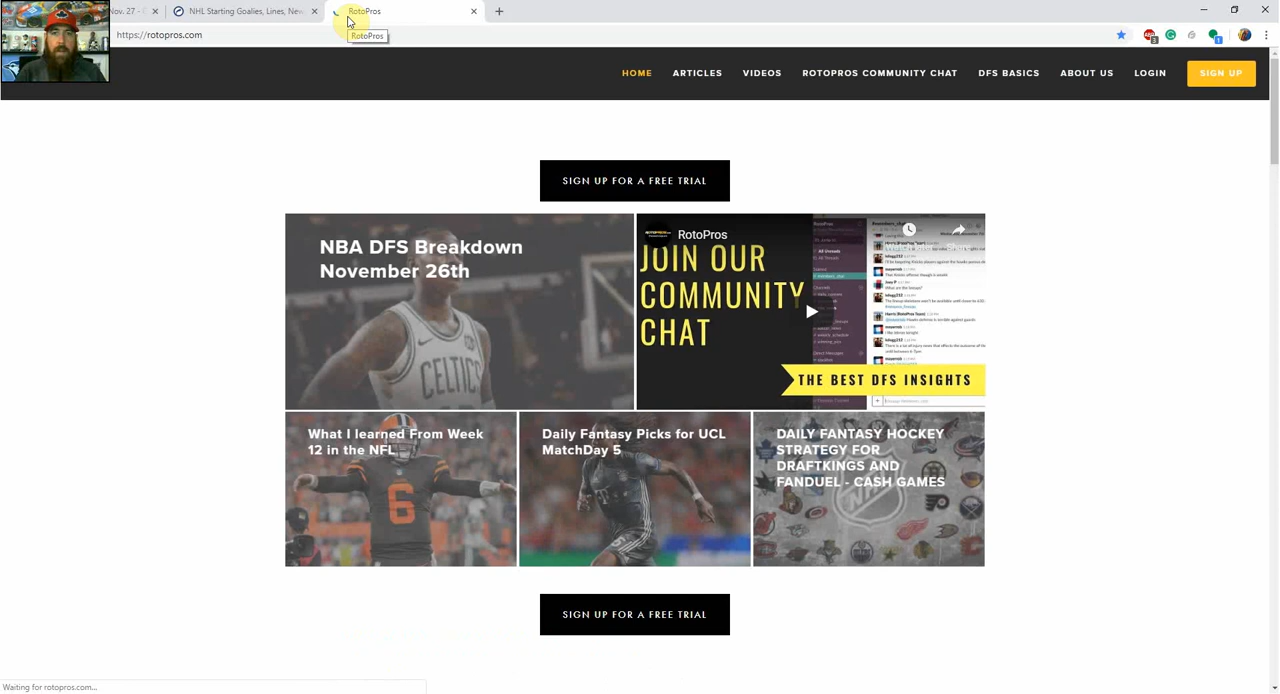 Nov. 27 -
NHL Starting Goalies, Lines, New
RotoPros
https://rotopros.com
RotoPros
HOME
ARTICLES
VIDEOS
ROTOPROS COMMUNITY CHAT
DFS BASICS
ABOUT US
LOGIN
SIGN UP
SIGN UP FOR A FREE TRIAL
NBA DFS Breakdown
November 26th
RotoPros
JOIN OUR
COMMUNITY
CHAT
THE BEST DFS INSIGHTS
What I learned From Week
12 in the NFL
Daily Fantasy Picks for UCL
MatchDay 5
DAILY FANTASY HOCKEY
STRATEGY FOR
DRAFTKINGS AND
FANDUEL - CASH GAMES
SIGN UP FOR A FREE TRIAL
Waiting for rotopros.com...